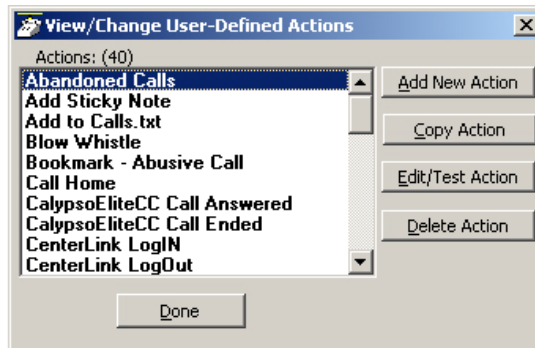 View/Change User-Defined Actions
Actions: (40)
Abandoned Calls
Add Sticky Note
Add to Calls.txt
Blow Whistle
Bookmark - Abusive Call
Call Home
CalypsoEliteCC Call Answered
CalypsoEliteCC Call Ended
CenterLink LogIN
CenterLink LogOut
Add New Action
Copy Action
Edit/Test Action
Delete Action
Done